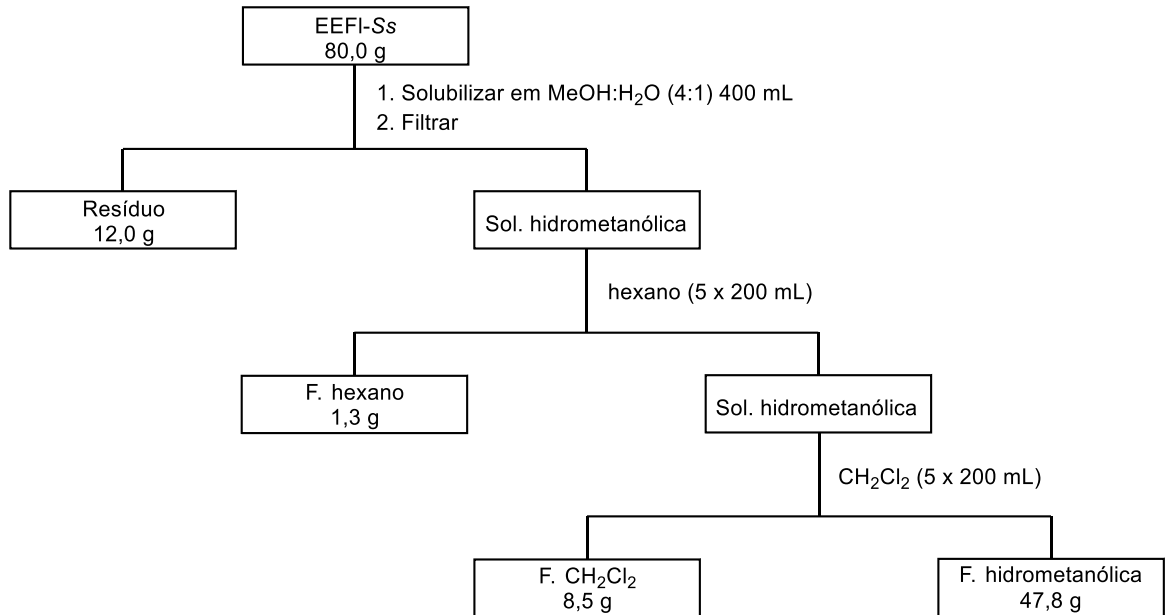 EEFl-Ss
80,0 g
1. Solubilizar em MeOH:H₂O (4:1) 400 mL
2. Filtrar
Resíduo
12,0 g
Sol. hidrometanólica
hexano (5 x 200 mL)
F. hexano
1,3 g
Sol. hidrometanólica
CH₂Cl₂ (5 x 200 mL)
F. CH₂Cl₂
8,5 g
F. hidrometanólica
47,8 g